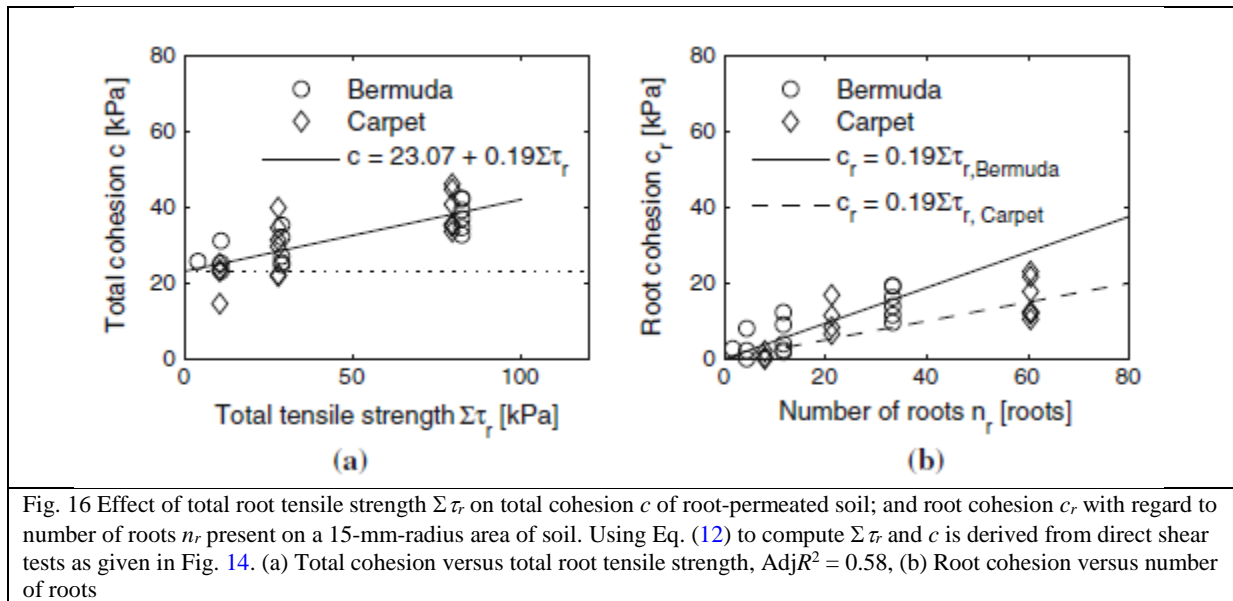 80
60
40
20
0
Total cohesion c [kPa]
Bermuda
Carpet
c = 23.07 + 0.19Στr
0 50 100
Total tensile strength Στr [kPa]
(a)
80
60
40
20
0
Root cohesion cr [kPa]
Bermuda
Carpet
cr = 0.19Στr,Bermuda
cr = 0.19Στr, Carpet
0 20 40 60 80
Number of roots nr [roots]
(b)
Fig. 16 Effect of total root tensile strength Σ τr on total cohesion c of root-permeated soil; and root cohesion cr with regard to
number of roots nr present on a 15-mm-radius area of soil. Using Eq. (12) to compute Σ τr and c is derived from direct shear
tests as given in Fig. 14. (a) Total cohesion versus total root tensile strength, AdjR² = 0.58, (b) Root cohesion versus number
of roots